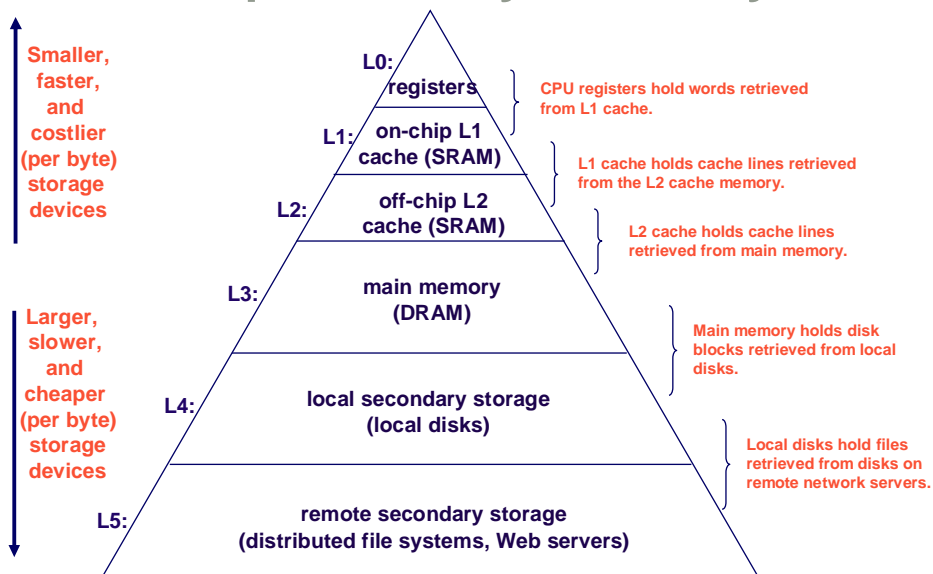 Smaller,
faster,
and
costlier
(per byte)
storage
devices
Larger,
slower,
and
cheaper
(per byte)
storage
devices
L0:
registers
L1:
on-chip L1
cache (SRAM)
L2:
off-chip L2
cache (SRAM)
L3:
main memory
(DRAM)
L4:
local secondary storage
(local disks)
L5:
remote secondary storage
(distributed file systems, Web servers)
CPU registers hold words retrieved
from L1 cache.
L1 cache holds cache lines retrieved
from the L2 cache memory.
L2 cache holds cache lines
retrieved from main memory.
Main memory holds disk
blocks retrieved from local
disks.
Local disks hold files
retrieved from disks on
remote network servers.